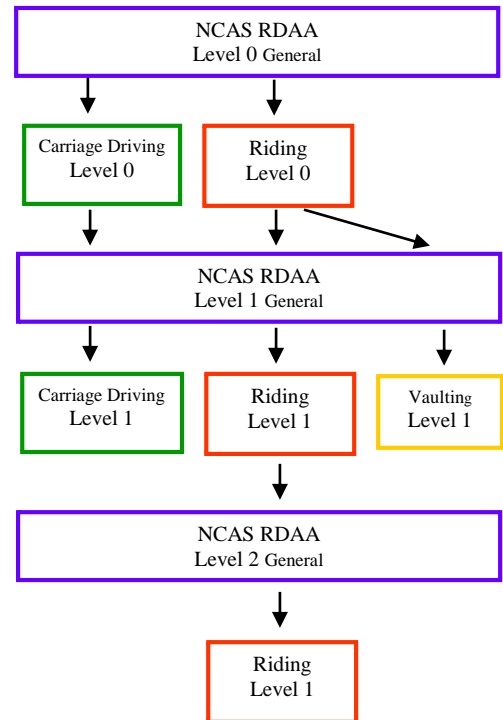 NCAS RDAA
Level 0 General
Carriage Driving
Level 0
Riding
Level 0
NCAS RDAA
Level 1 General
Carriage Driving
Level 1
Riding
Level 1
Vaulting
Level 1
NCAS RDAA
Level 2 General
Riding
Level 1